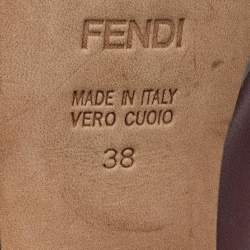 FENDI
MADE IN ITALY
VERO CUOIO
38